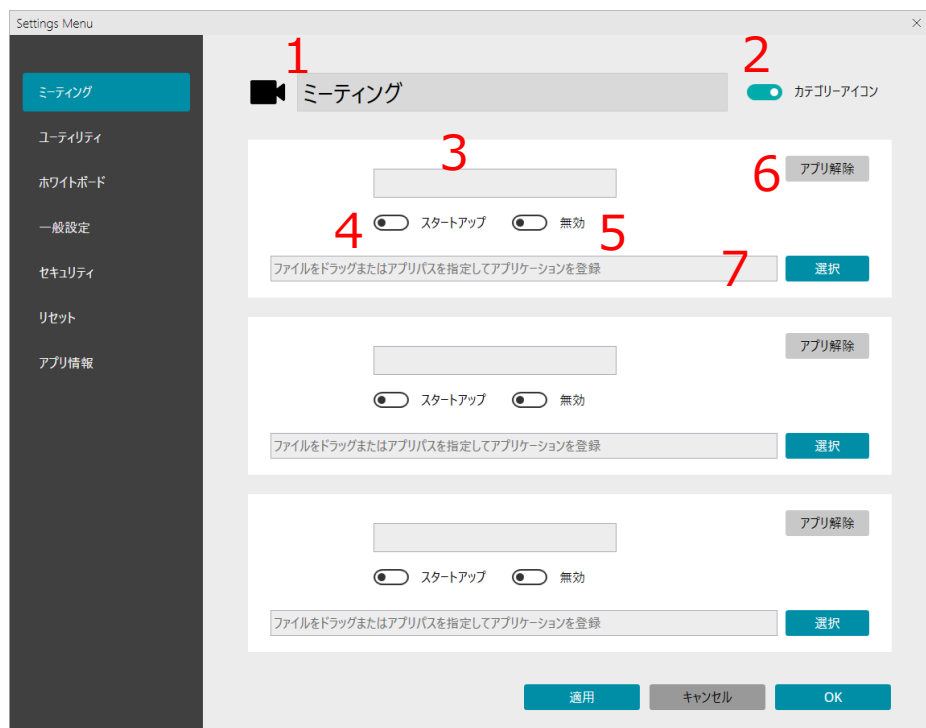 Settings Menu
ミーティング
ユーティリティ
ホワイトボード
一般設定
セキュリティ
リセット
アプリ情報
1
2
ミーティング
カテゴリーアイコン
3
6
アプリ解除
4
スタートアップ
無効
5
ファイルをドラッグまたはアプリパスを指定してアプリケーションを登録
7
選択
アプリ解除
スタートアップ
無効
ファイルをドラッグまたはアプリパスを指定してアプリケーションを登録
選択
アプリ解除
スタートアップ
無効
ファイルをドラッグまたはアプリパスを指定してアプリケーションを登録
選択
適用
キャンセル
OK